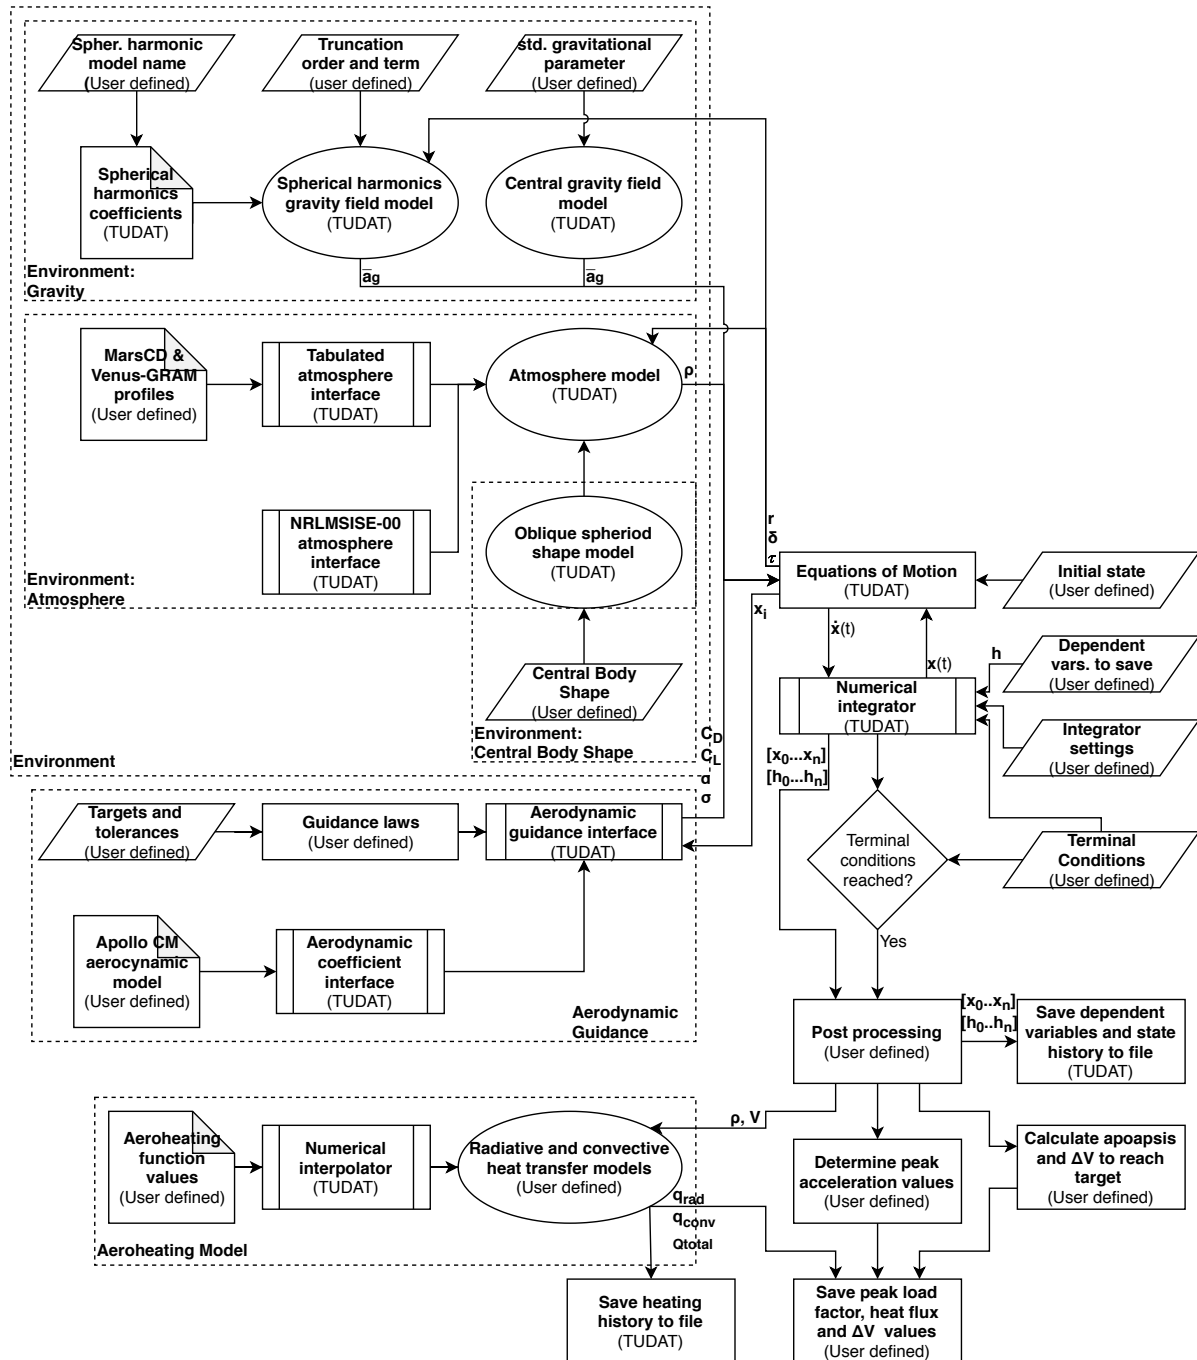 Spher. harmonic
model name
(User defined)
Truncation
order and term
(user defined)
std. gravitational
parameter
(User defined)
Spherical
harmonics
coefficients
(TUDAT)
Spherical harmonics
gravity field model
(TUDAT)
Central gravity field
model
(TUDAT)
Environment:
Gravity
a̅g
a̅g
MarsCD &
Venus-GRAM
profiles
(User defined)
Tabulated
atmosphere
interface
(TUDAT)
Atmosphere model
(TUDAT)
ρ
NRLMSISE-00
atmosphere
interface
(TUDAT)
Oblique spheriod
shape model
(TUDAT)
Environment:
Atmosphere
Central Body
Shape
(User defined)
Environment:
Central Body Shape
Environment
r
δ
τ
Equations of Motion
(TUDAT)
Initial state
(User defined)
xi
ẋ(t)
x(t)
h
Dependent
vars. to save
(User defined)
Numerical
integrator
(TUDAT)
Integrator
settings
(User defined)
[x0...xn]
[h0...hn]
CD
CL
α
σ
Targets and
tolerances
(User defined)
Guidance laws
(User defined)
Aerodynamic
guidance interface
(TUDAT)
Terminal
conditions
reached?
Terminal
Conditions
(User defined)
Yes
Apollo CM
aerocynamic
model
(User defined)
Aerodynamic
coefficient
interface
(TUDAT)
Aerodynamic
Guidance
Post processing
(User defined)
[x0..xn]
[h0..hn]
Save dependent
variables and state
history to file
(TUDAT)
ρ, V
Aeroheating
function
values
(User defined)
Numerical
interpolator
(TUDAT)
Radiative and convective
heat transfer models
(User defined)
Determine peak
acceleration values
(User defined)
Calculate apoapsis
and ΔV to reach
target
(User defined)
qrad
qconv
Qtotal
Aeroheating Model
Save heating
history to file
(TUDAT)
Save peak load
factor, heat flux
and ΔV values
(User defined)